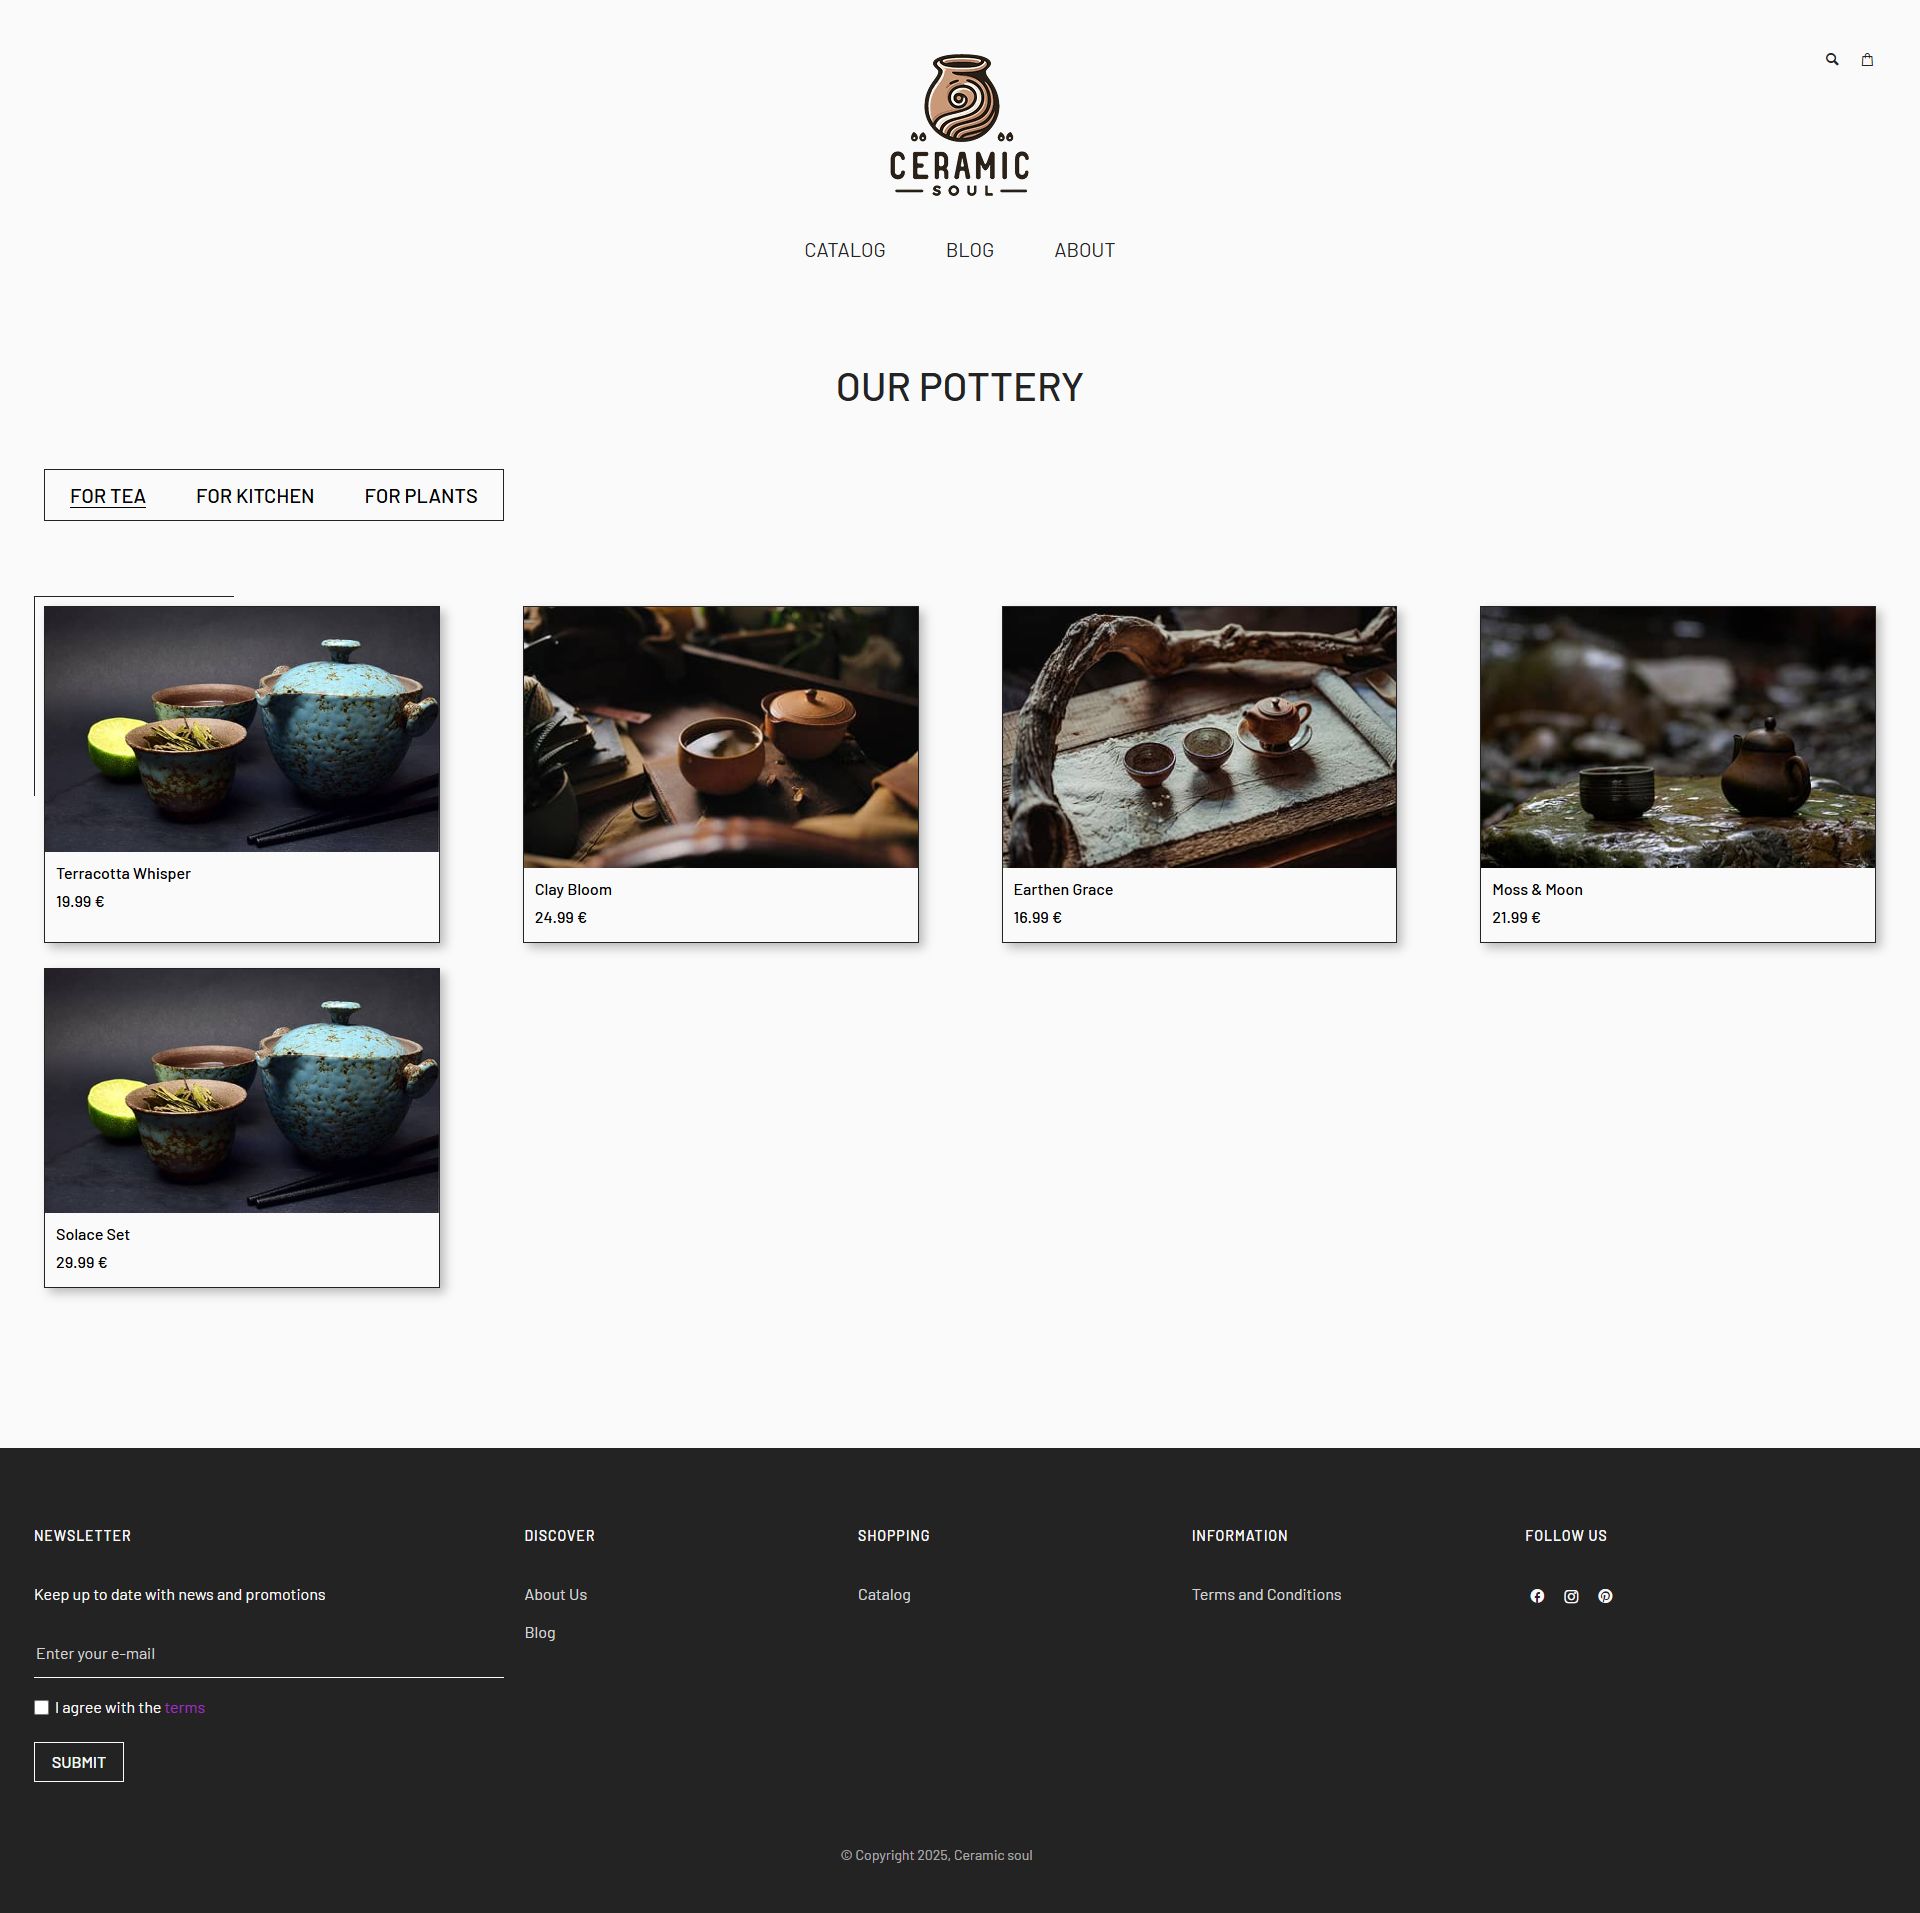 CERAMIC
SOUL
CATALOG BLOG ABOUT
OUR POTTERY
FOR TEA FOR KITCHEN FOR PLANTS
Terracotta Whisper
19.99 €
Clay Bloom
24.99 €
Earthen Grace
16.99 €
Moss & Moon
21.99 €
Solace Set
29.99 €
NEWSLETTER
Keep up to date with news and promotions
Enter your e-mail
I agree with the terms
SUBMIT
DISCOVER
About Us
Blog
SHOPPING
Catalog
INFORMATION
Terms and Conditions
FOLLOW US
© Copyright 2025, Ceramic soul